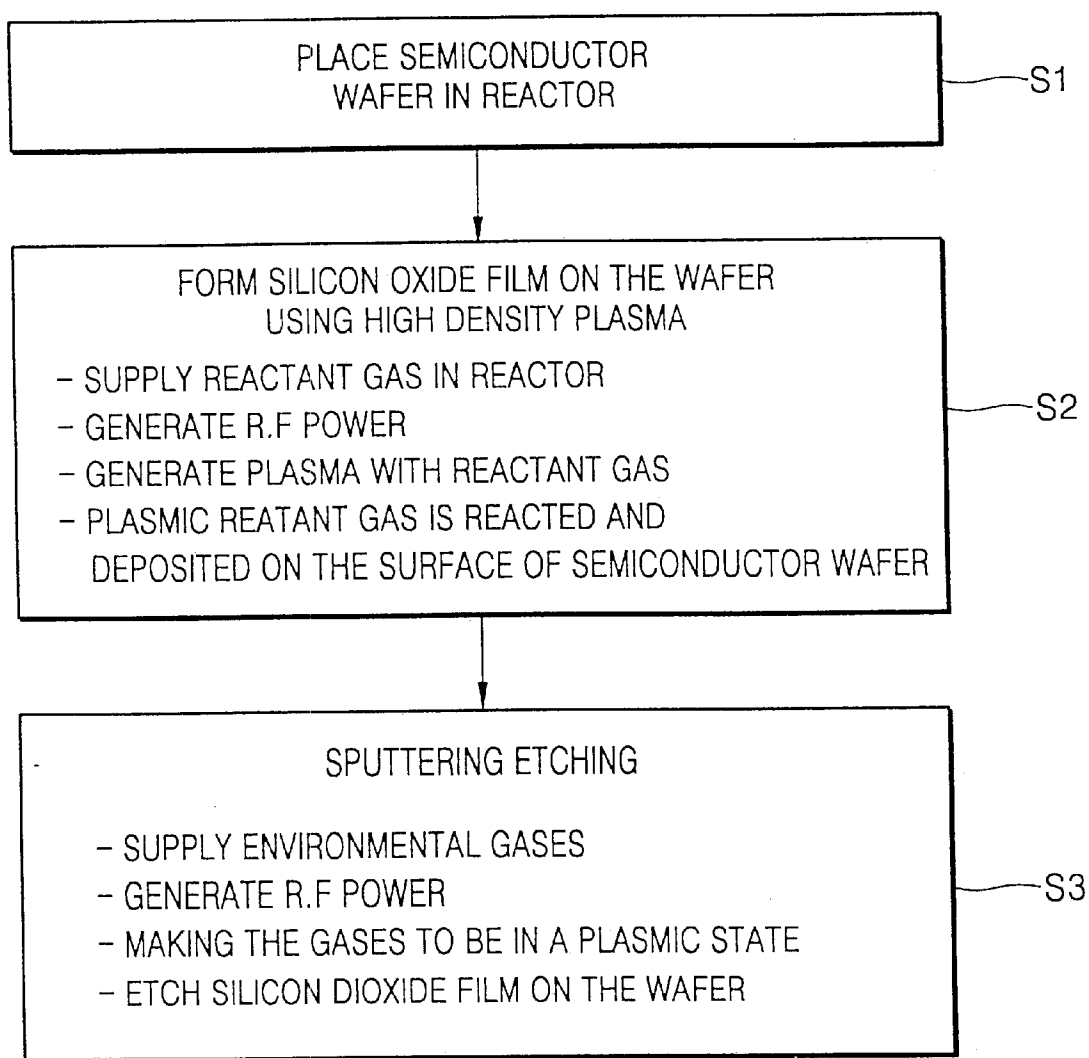 PLACE SEMICONDUCTOR
WAFER IN REACTOR
S1
FORM SILICON OXIDE FILM ON THE WAFER
USING HIGH DENSITY PLASMA
- SUPPLY REACTANT GAS IN REACTOR
- GENERATE R.F POWER
- GENERATE PLASMA WITH REACTANT GAS
- PLASMIC REATANT GAS IS REACTED AND
DEPOSITED ON THE SURFACE OF SEMICONDUCTOR WAFER
S2
SPUTTERING ETCHING
- SUPPLY ENVIRONMENTAL GASES
- GENERATE R.F POWER
- MAKING THE GASES TO BE IN A PLASMIC STATE
- ETCH SILICON DIOXIDE FILM ON THE WAFER
S3